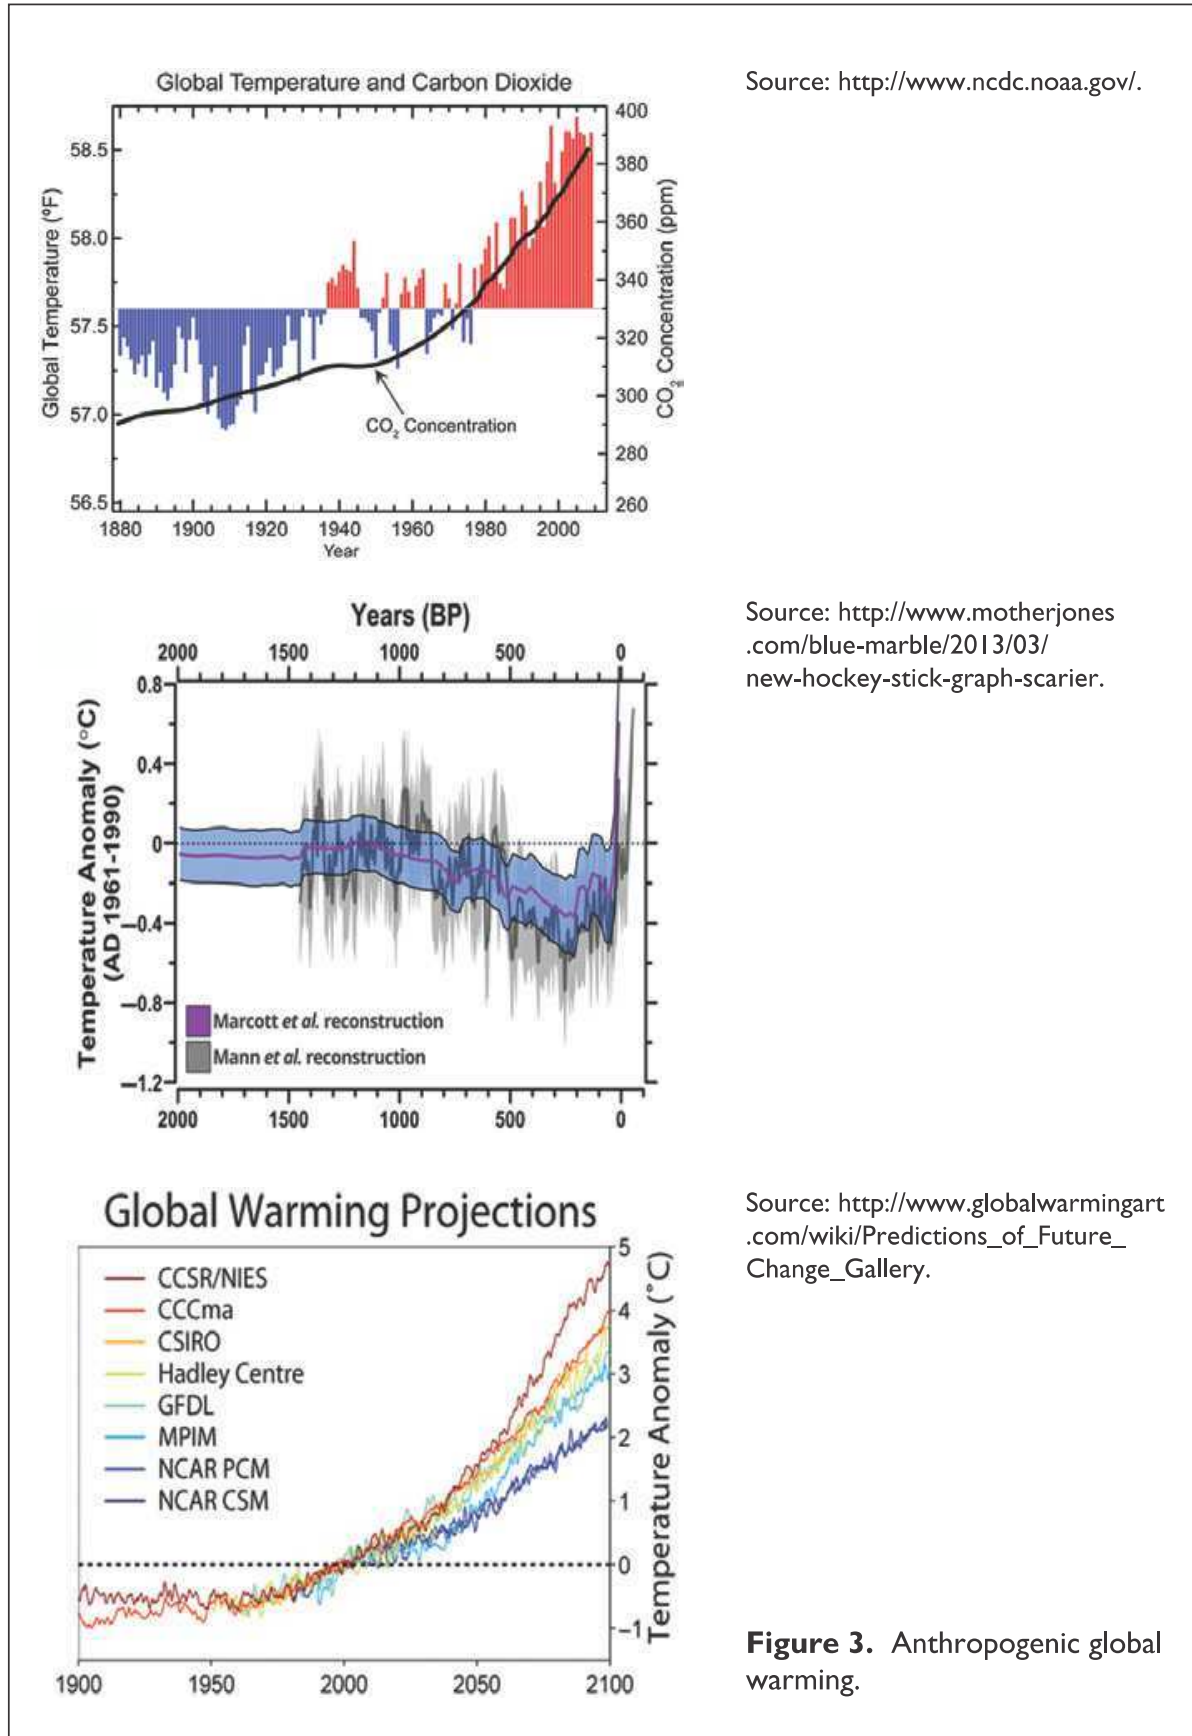 Global Temperature and Carbon Dioxide
Source: http://www.ncdc.noaa.gov/.
Global Temperature (ºF)
58.5
58.0
57.5
57.0
56.5
400
380
360
340
320
300
280
260
CO2 Concentration (ppm)
CO2 Concentration
1880 1900 1920 1940 1960 1980 2000
Year
Source: http://www.motherjones
.com/blue-marble/2013/03/
new-hockey-stick-graph-scarier.
Years (BP)
2000 1500 1000 500 0
Temperature Anomaly (°C)
(AD 1961-1990)
0.8
0.4
0
−0.4
−0.8
−1.2
Marcott et al. reconstruction
Mann et al. reconstruction
2000 1500 1000 500 0
Global Warming Projections
Source: http://www.globalwarmingart
.com/wiki/Predictions_of_Future_
Change_Gallery.
CCSR/NIES
CCCma
CSIRO
Hadley Centre
GFDL
MPIM
NCAR PCM
NCAR CSM
5
4
3
2
1
0
−1
Temperature Anomaly (°C)
1900 1950 2000 2050 2100
Figure 3. Anthropogenic global
warming.